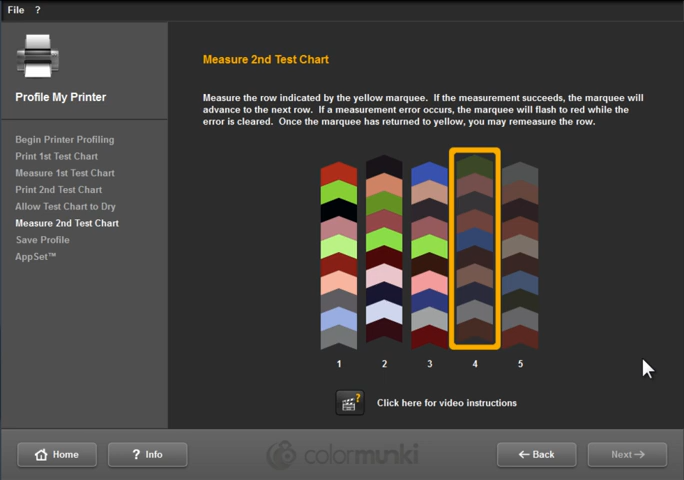 File ?
Profile My Printer
Begin Printer Profiling
Print 1st Test Chart
Measure 1st Test Chart
Print 2nd Test Chart
Allow Test Chart to Dry
Measure 2nd Test Chart
Save Profile
AppSet™
Measure 2nd Test Chart
Measure the row indicated by the yellow marquee. If the measurement succeeds, the marquee will
advance to the next row. If a measurement error occurs, the marquee will flash to red while the
error is cleared. Once the marquee has returned to yellow, you may remeasure the row.
1 2 3 4 5
? Click here for video instructions
Home ? Info colormunki ← Back Next →